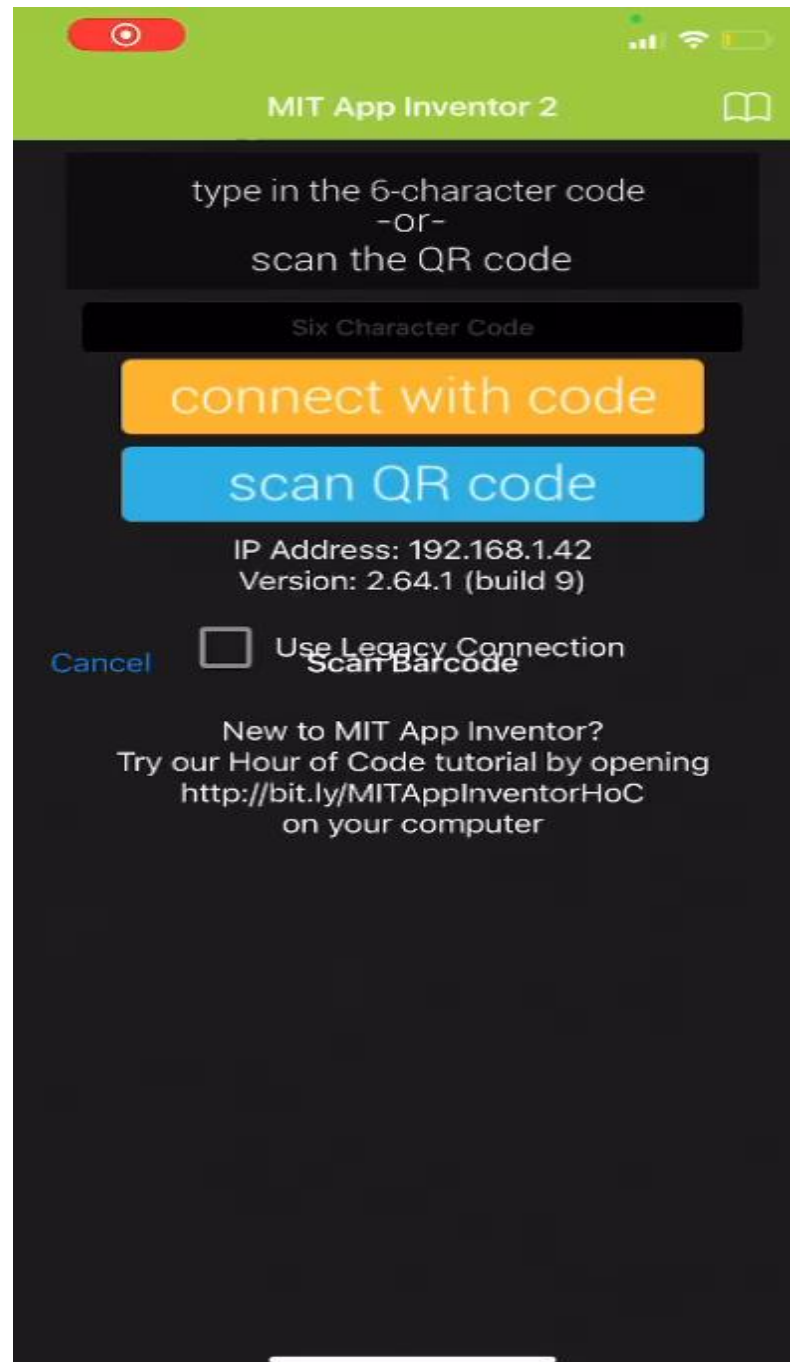 MIT App Inventor 2
type in the 6-character code
-or-
scan the QR code
Six Character Code
connect with code
scan QR code
IP Address: 192.168.1.42
Version: 2.64.1 (build 9)
Use Legacy Connection
Cancel
Scan Barcode
New to MIT App Inventor?
Try our Hour of Code tutorial by opening
http://bit.ly/MITAppInventorHoC
on your computer